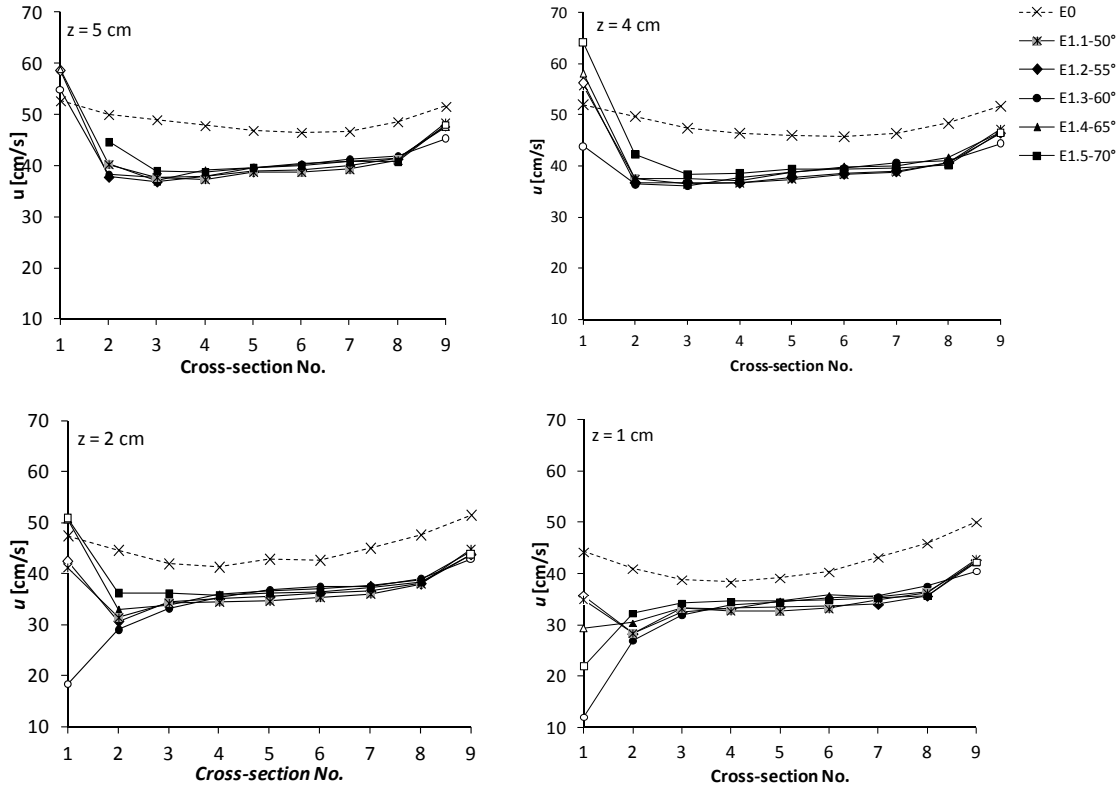 z = 5 cm
70
60
50
40
30
20
10
u [cm/s]
1 2 3 4 5 6 7 8 9
Cross-section No.
z = 4 cm
70
60
50
40
30
20
10
u [cm/s]
1 2 3 4 5 6 7 8 9
Cross-section No.
E0
E1.1-50°
E1.2-55°
E1.3-60°
E1.4-65°
E1.5-70°
z = 2 cm
70
60
50
40
30
20
10
u [cm/s]
1 2 3 4 5 6 7 8 9
Cross-section No.
z = 1 cm
70
60
50
40
30
20
10
u [cm/s]
1 2 3 4 5 6 7 8 9
Cross-section No.